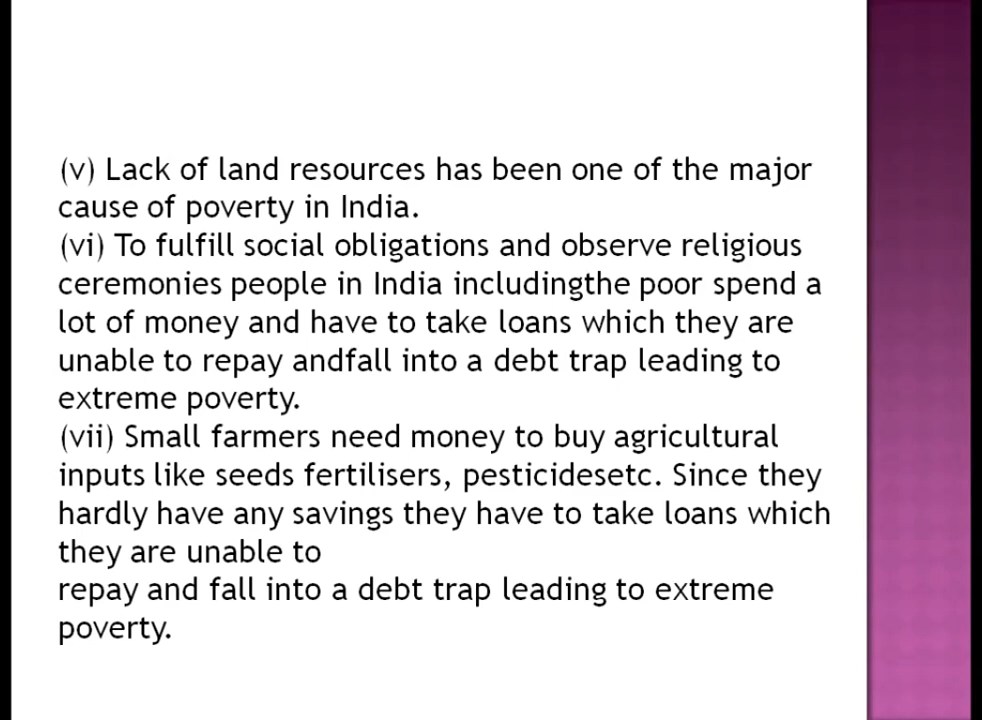 (v) Lack of land resources has been one of the major
cause of poverty in India.
(vi) To fulfill social obligations and observe religious
ceremonies people in India includingthe poor spend a
lot of money and have to take loans which they are
unable to repay andfall into a debt trap leading to
extreme poverty.
(vii) Small farmers need money to buy agricultural
inputs like seeds fertilisers, pesticidesetc. Since they
hardly have any savings they have to take loans which
they are unable to
repay and fall into a debt trap leading to extreme
poverty.